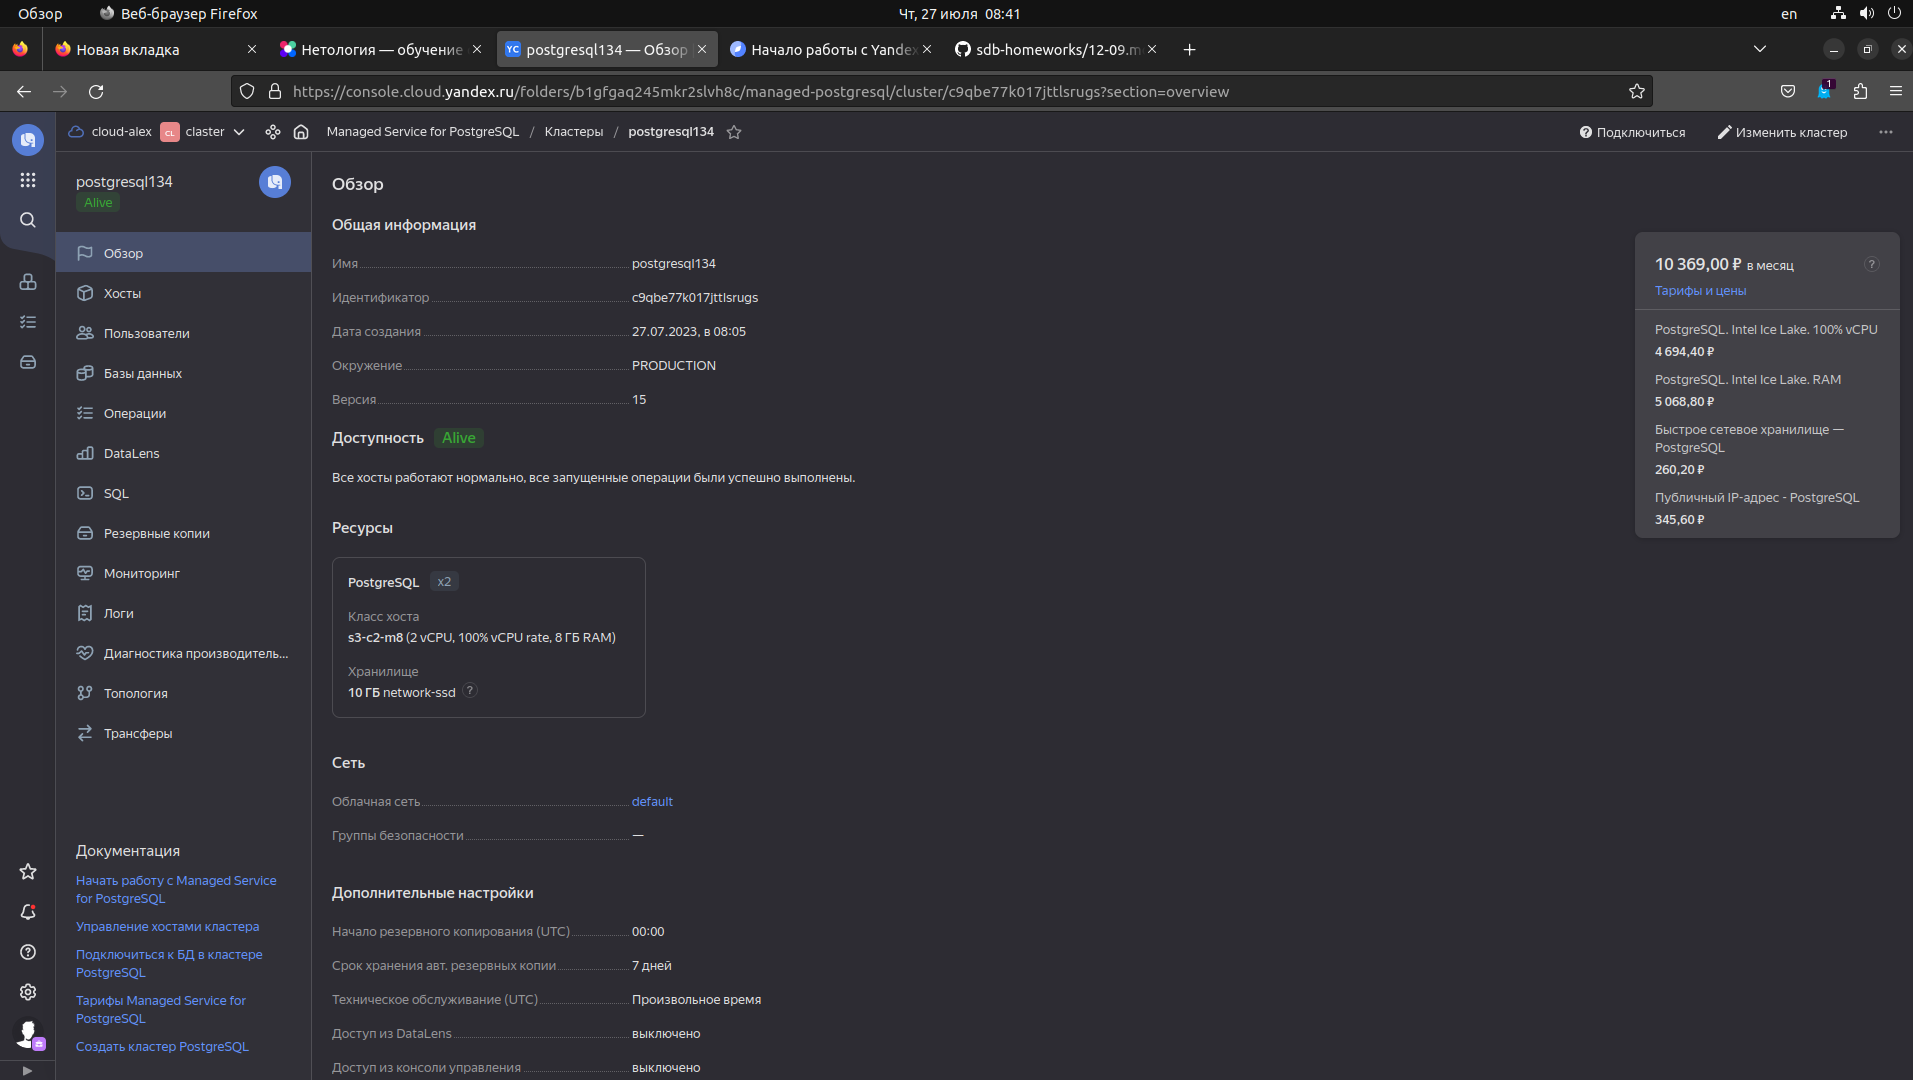 Обзор
Веб-браузер Firefox
Чт, 27 июля 08:41
en
Новая вкладка
Нетология — обучение
YC postgresql134 — Обзор
Начало работы с Yandex
sdb-homeworks/12-09.m
https://console.cloud.yandex.ru/folders/b1gfgaq245mkr2slvh8c/managed-postgresql/cluster/c9qbe77k017jttlsrugs?section=overview
1
cloud-alex
CL claster
Managed Service for PostgreSQL / Кластеры / postgresql134
Подключиться
Изменить кластер
postgresql134
Alive
Обзор
Хосты
Пользователи
Базы данных
Операции
DataLens
SQL
Резервные копии
Мониторинг
Логи
Диагностика производитель...
Топология
Трансферы
Документация
Начать работу с Managed Service
for PostgreSQL
Управление хостами кластера
Подключиться к БД в кластере
PostgreSQL
Тарифы Managed Service for
PostgreSQL
Создать кластер PostgreSQL
Обзор
Общая информация
Имя postgresql134
Идентификатор c9qbe77k017jttlsrugs
Дата создания 27.07.2023, в 08:05
Окружение PRODUCTION
Версия 15
Доступность Alive
Все хосты работают нормально, все запущенные операции были успешно выполнены.
Ресурсы
PostgreSQL x2
Класс хоста
s3-c2-m8 (2 vCPU, 100% vCPU rate, 8 ГБ RAM)
Хранилище
10 ГБ network-ssd ?
Сеть
Облачная сеть default
Группы безопасности —
Дополнительные настройки
Начало резервного копирования (UTC) 00:00
Срок хранения авт. резервных копии 7 дней
Техническое обслуживание (UTC) Произвольное время
Доступ из DataLens выключено
Доступ из консоли управления выключено
10 369,00 ₽ в месяц ?
Тарифы и цены
PostgreSQL. Intel Ice Lake. 100% vCPU
4 694,40 ₽
PostgreSQL. Intel Ice Lake. RAM
5 068,80 ₽
Быстрое сетевое хранилище —
PostgreSQL
260,20 ₽
Публичный IP-адрес - PostgreSQL
345,60 ₽